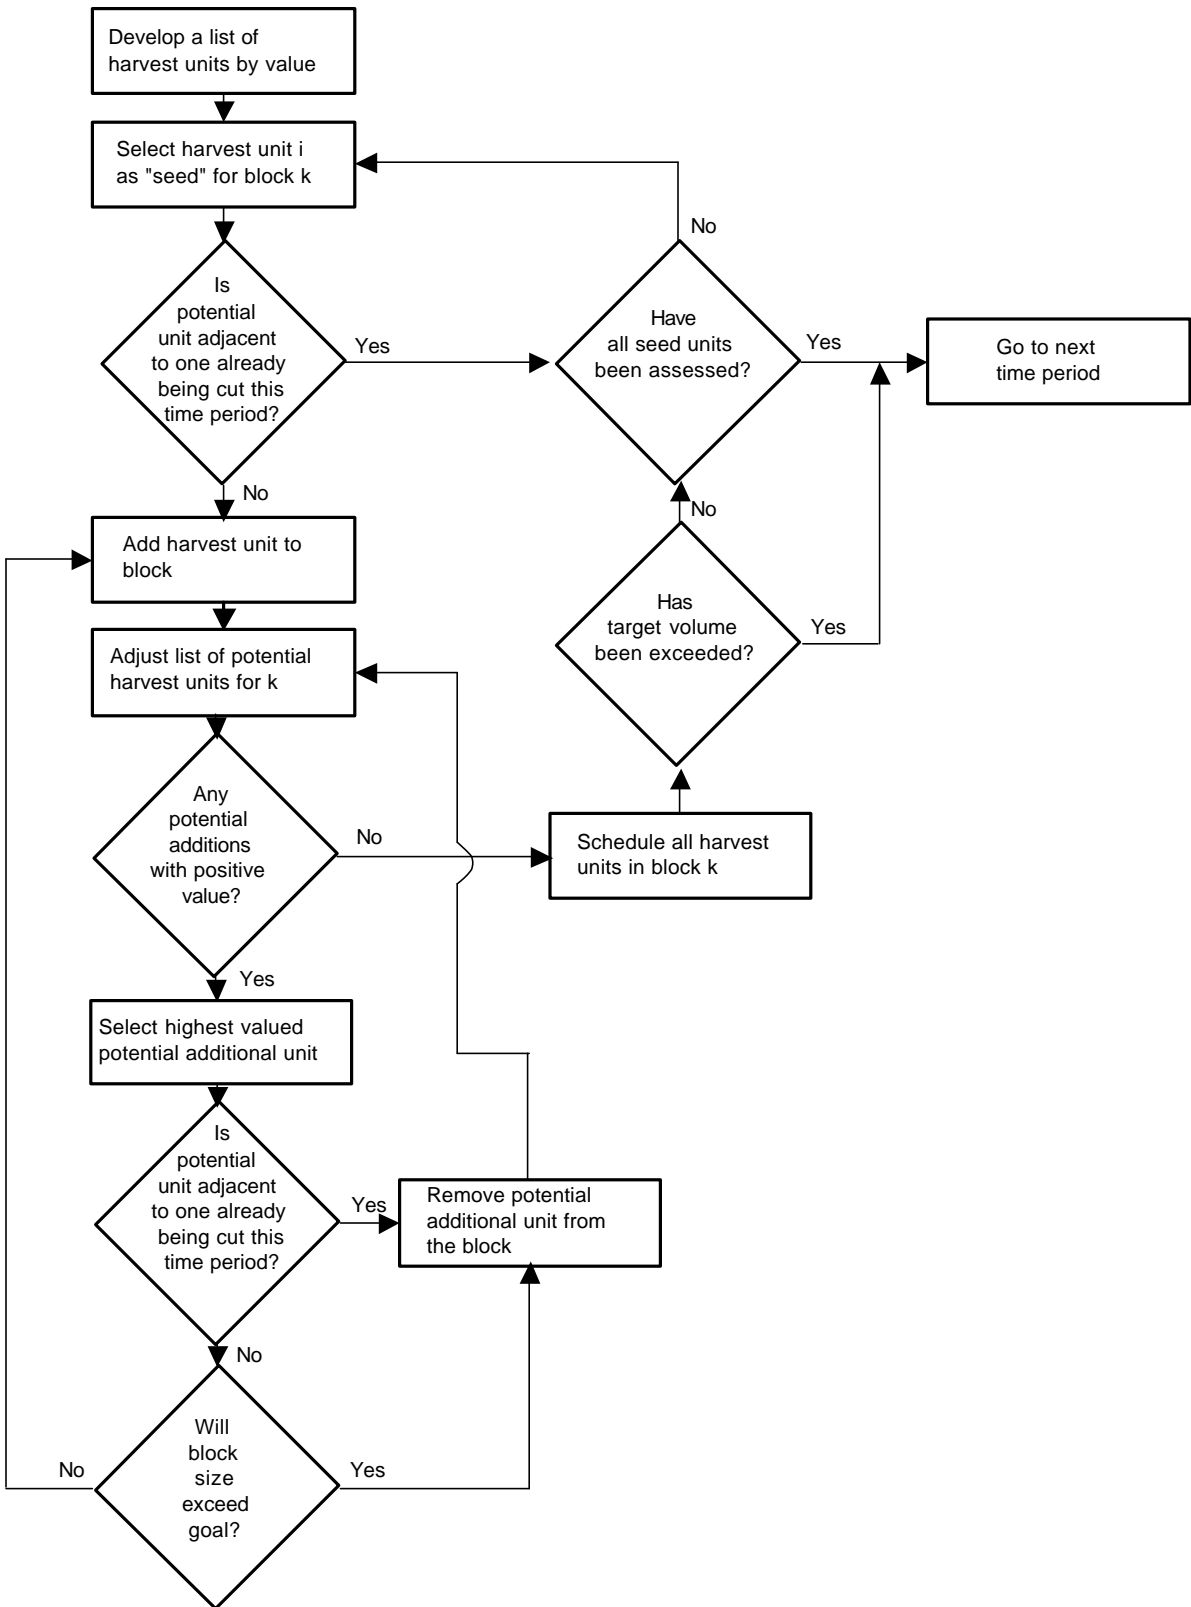 Develop a list of
harvest units by value
Select harvest unit i
as "seed" for block k
No
Is
potential
unit adjacent
to one already
being cut this
time period?
Yes
Have
all seed units
been assessed?
Yes
Go to next
time period
No
Add harvest unit to
block
No
Has
target volume
been exceeded?
Yes
Adjust list of potential
harvest units for k
Any
potential
additions
with positive
value?
No
Schedule all harvest
units in block k
Yes
Select highest valued
potential additional unit
Is
potential
unit adjacent
to one already
being cut this
time period?
Yes
Remove potential
additional unit from
the block
No
Will
block
size
exceed
goal?
No
Yes